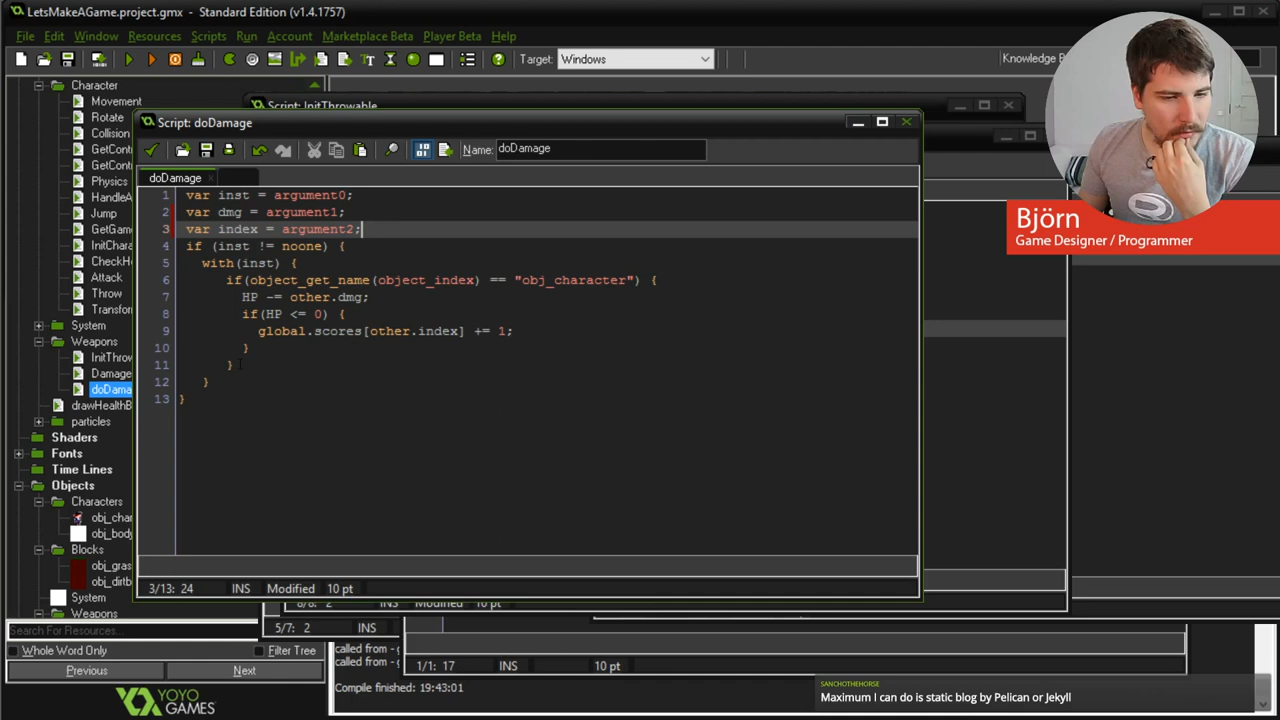 LetsMakeAGame.project.gmx - Standard Edition (v1.4.1757)
File Edit Window Resources Scripts Run Account Marketplace Beta Player Beta Help
Target: Windows
Knowledge B
Character
Movement
Rotate
Collision
GetCont
GetCont
Physics
HandleA
Jump
GetGam
InitChara
CheckHe
Attack
Throw
Transfor
System
Weapons
InitThrow
Damage
doDama
drawHealthB
particles
Shaders
Fonts
Time Lines
Objects
Characters
obj_char
obj_body
Blocks
obj_gras
obj_dirtb
System
Weapons
Search For Resources...
Whole Word Only Filter Tree
Previous Next
YOYO
GAMES™
Script: InitThrowable
Script: doDamage
Name: doDamage
doDamage
1 var inst = argument0;
2 var dmg = argument1;
3 var index = argument2;
4 if (inst != noone) {
5 with(inst) {
6 if(object_get_name(object_index) == "obj_character") {
7 HP -= other.dmg;
8 if(HP <= 0) {
9 global.scores[other.index] += 1;
10 }
11 }
12 }
13 }
3/13: 24 INS Modified 10 pt
8/8: 2 INS Modified 10 pt
5/7: 2 INS
called from - g
called from - g
1/1: 17 INS 10 pt
Compile finished: 19:43:01
Björn
Game Designer / Programmer
SANCHOTHEHORSE
Maximum I can do is static blog by Pelican or Jekyll